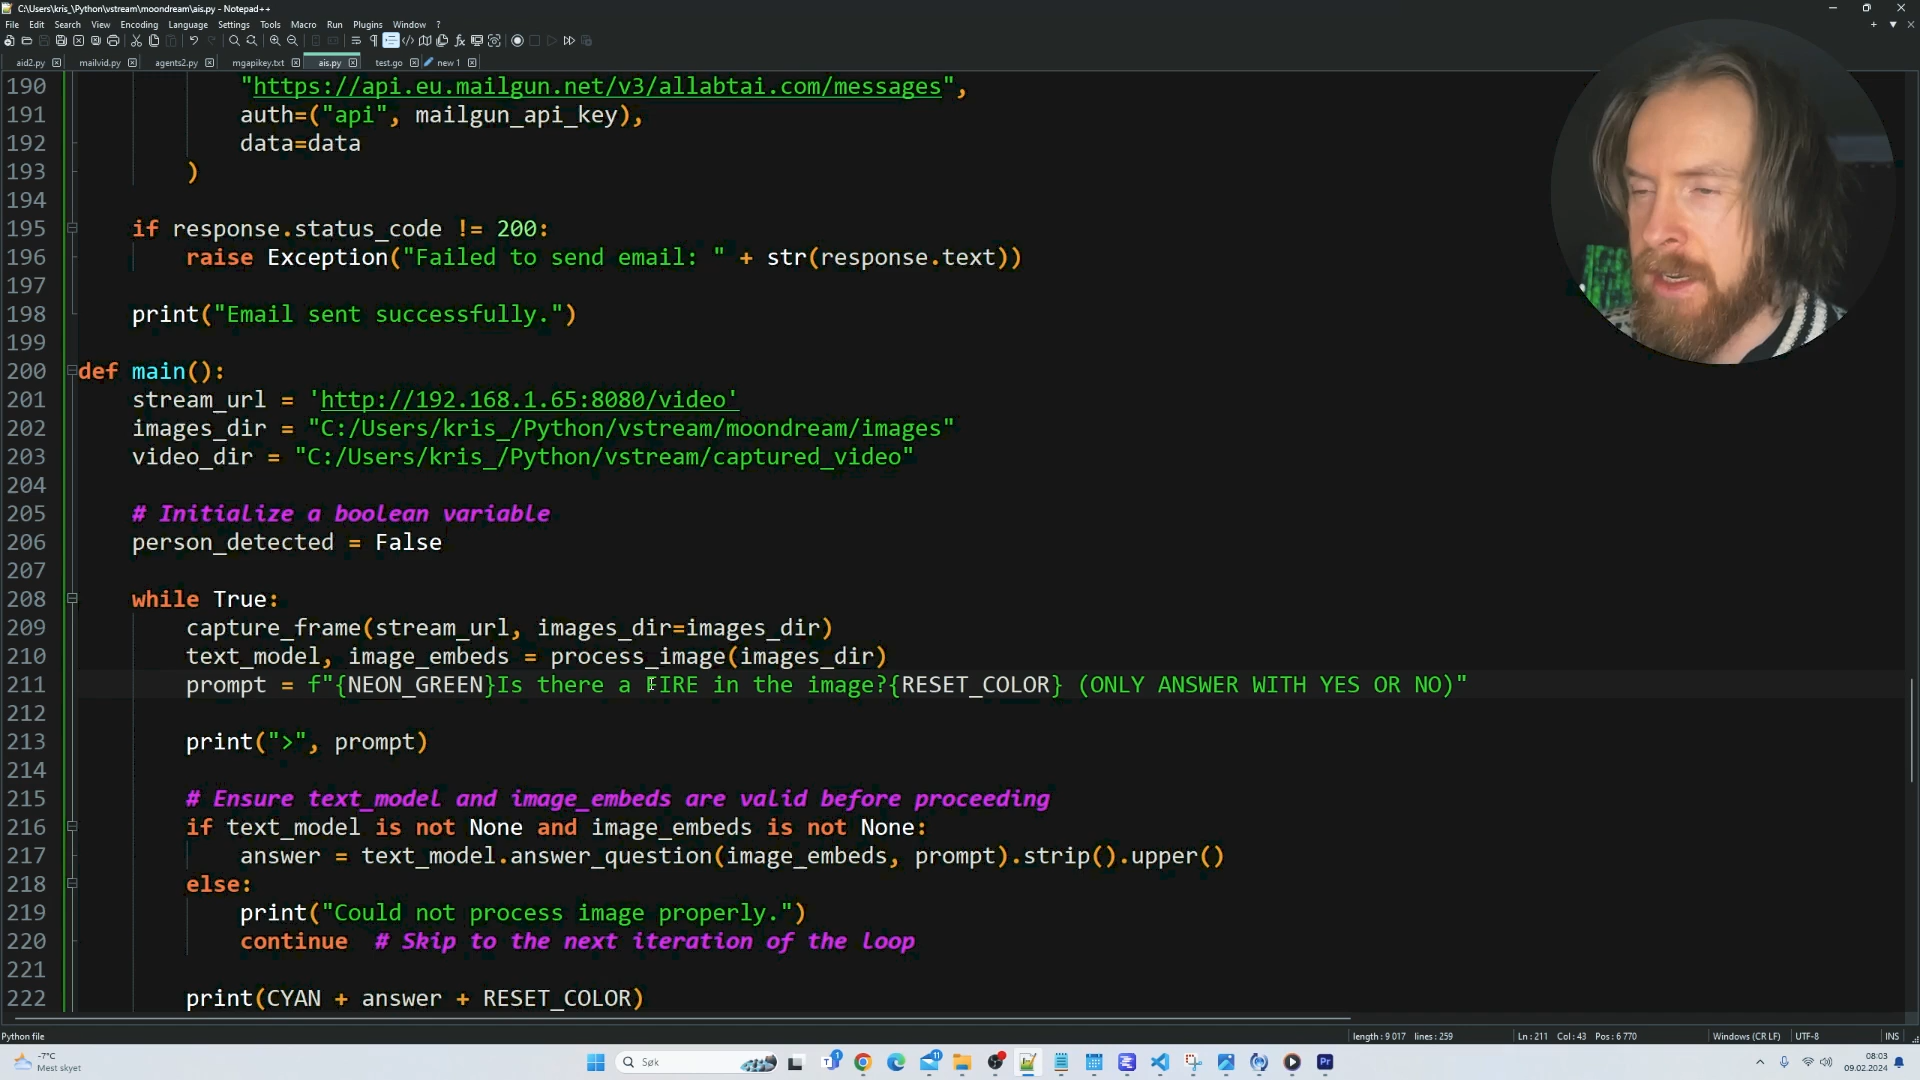 C:\Users\kris_\Python\vstream\moondream\ais.py - Notepad++
File Edit Search View Encoding Language Settings Tools Macro Run Plugins Window ?
aid2.py mailvid.py agents2.py mgapikey.txt ais.py test.go new 1
190 "https://api.eu.mailgun.net/v3/allabtai.com/messages",
191 auth=("api", mailgun_api_key),
192 data=data
193 )
194
195 if response.status_code != 200:
196 raise Exception("Failed to send email: " + str(response.text))
197
198 print("Email sent successfully.")
199
200 def main():
201 stream_url = 'http://192.168.1.65:8080/video'
202 images_dir = "C:/Users/kris_/Python/vstream/moondream/images"
203 video_dir = "C:/Users/kris_/Python/vstream/captured_video"
204
205 # Initialize a boolean variable
206 person_detected = False
207
208 while True:
209 capture_frame(stream_url, images_dir=images_dir)
210 text_model, image_embeds = process_image(images_dir)
211 prompt = f"{NEON_GREEN}Is there a FIRE in the image?{RESET_COLOR} (ONLY ANSWER WITH YES OR NO)"
212
213 print(">", prompt)
214
215 # Ensure text_model and image_embeds are valid before proceeding
216 if text_model is not None and image_embeds is not None:
217 answer = text_model.answer_question(image_embeds, prompt).strip().upper()
218 else:
219 print("Could not process image properly.")
220 continue # Skip to the next iteration of the loop
221
222 print(CYAN + answer + RESET_COLOR)
Python file length : 9 017 lines : 259 Ln : 211 Col : 43 Pos : 6 770 Windows (CR LF) UTF-8 INS
-7°C
Mest skyet
Søk
08:03
09.02.2024